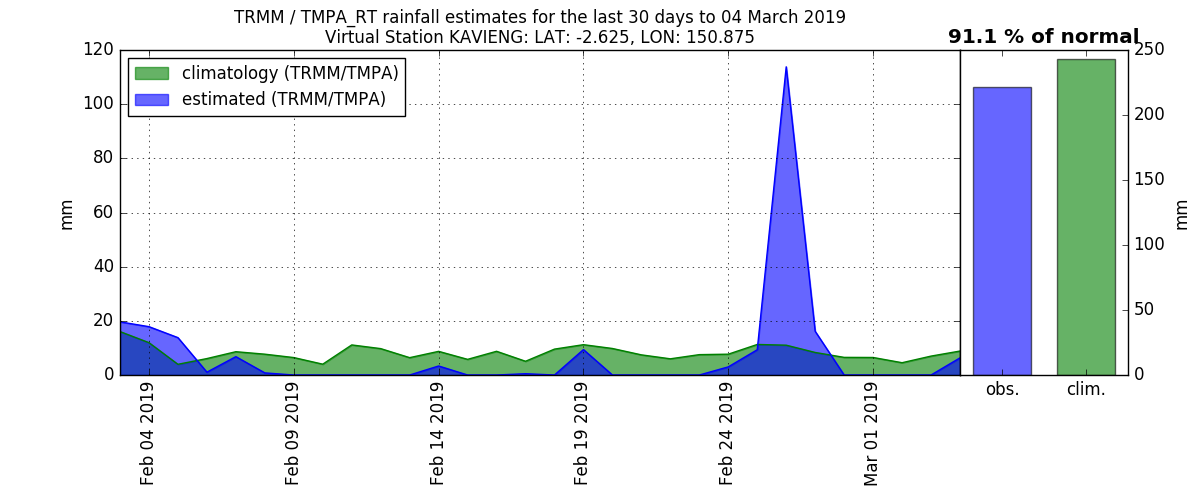 TRMM / TMPA_RT rainfall estimates for the last 30 days to 04 March 2019
Virtual Station KAVIENG: LAT: -2.625, LON: 150.875
91.1 % of normal
climatology (TRMM/TMPA)
estimated (TRMM/TMPA)
120
100
80
60
40
20
0
mm
Feb 04 2019
Feb 09 2019
Feb 14 2019
Feb 19 2019
Feb 24 2019
Mar 01 2019
obs.
clim.
250
200
150
100
50
0
mm